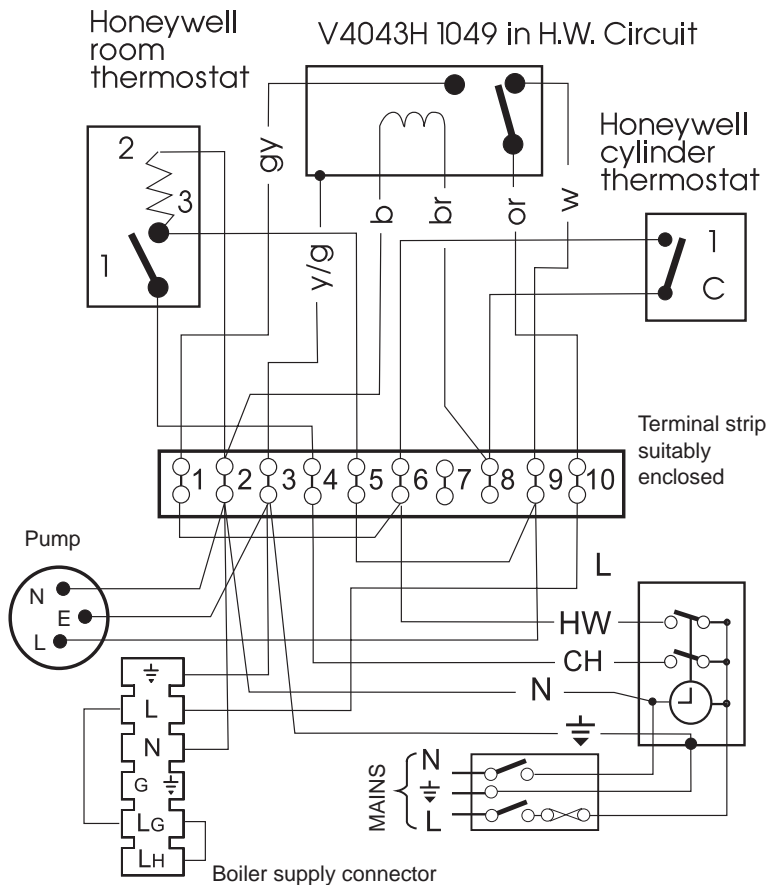 Honeywell
room
thermostat
V4043H 1049 in H.W. Circuit
Honeywell
cylinder
thermostat
2
3
1
gy
y/g
b
br
or
w
1
C
1 2 3 4 5 6 7 8 9 10
Terminal strip
suitably
enclosed
Pump
N
E
L
L
HW
CH
N
L
N
G
LG
LH
Boiler supply connector
MAINS
N
L